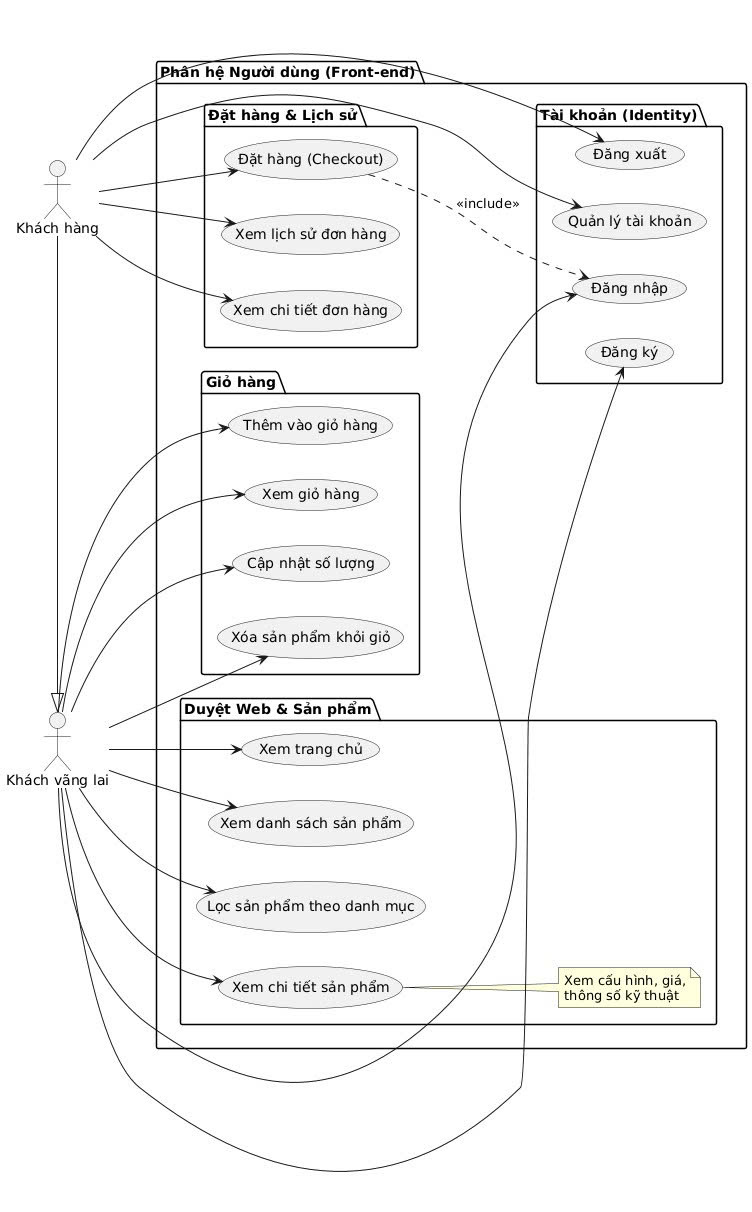 Phân hệ Người dùng (Front-end)
Đặt hàng & Lịch sử
Đặt hàng (Checkout)
Xem lịch sử đơn hàng
Xem chi tiết đơn hàng
Tài khoản (Identity)
Đăng xuất
Quản lý tài khoản
Đăng nhập
Đăng ký
«include»
Khách hàng
Giỏ hàng
Thêm vào giỏ hàng
Xem giỏ hàng
Cập nhật số lượng
Xóa sản phẩm khỏi giỏ
Khách vãng lai
Duyệt Web & Sản phẩm
Xem trang chủ
Xem danh sách sản phẩm
Lọc sản phẩm theo danh mục
Xem chi tiết sản phẩm
Xem cấu hình, giá,
thông số kỹ thuật